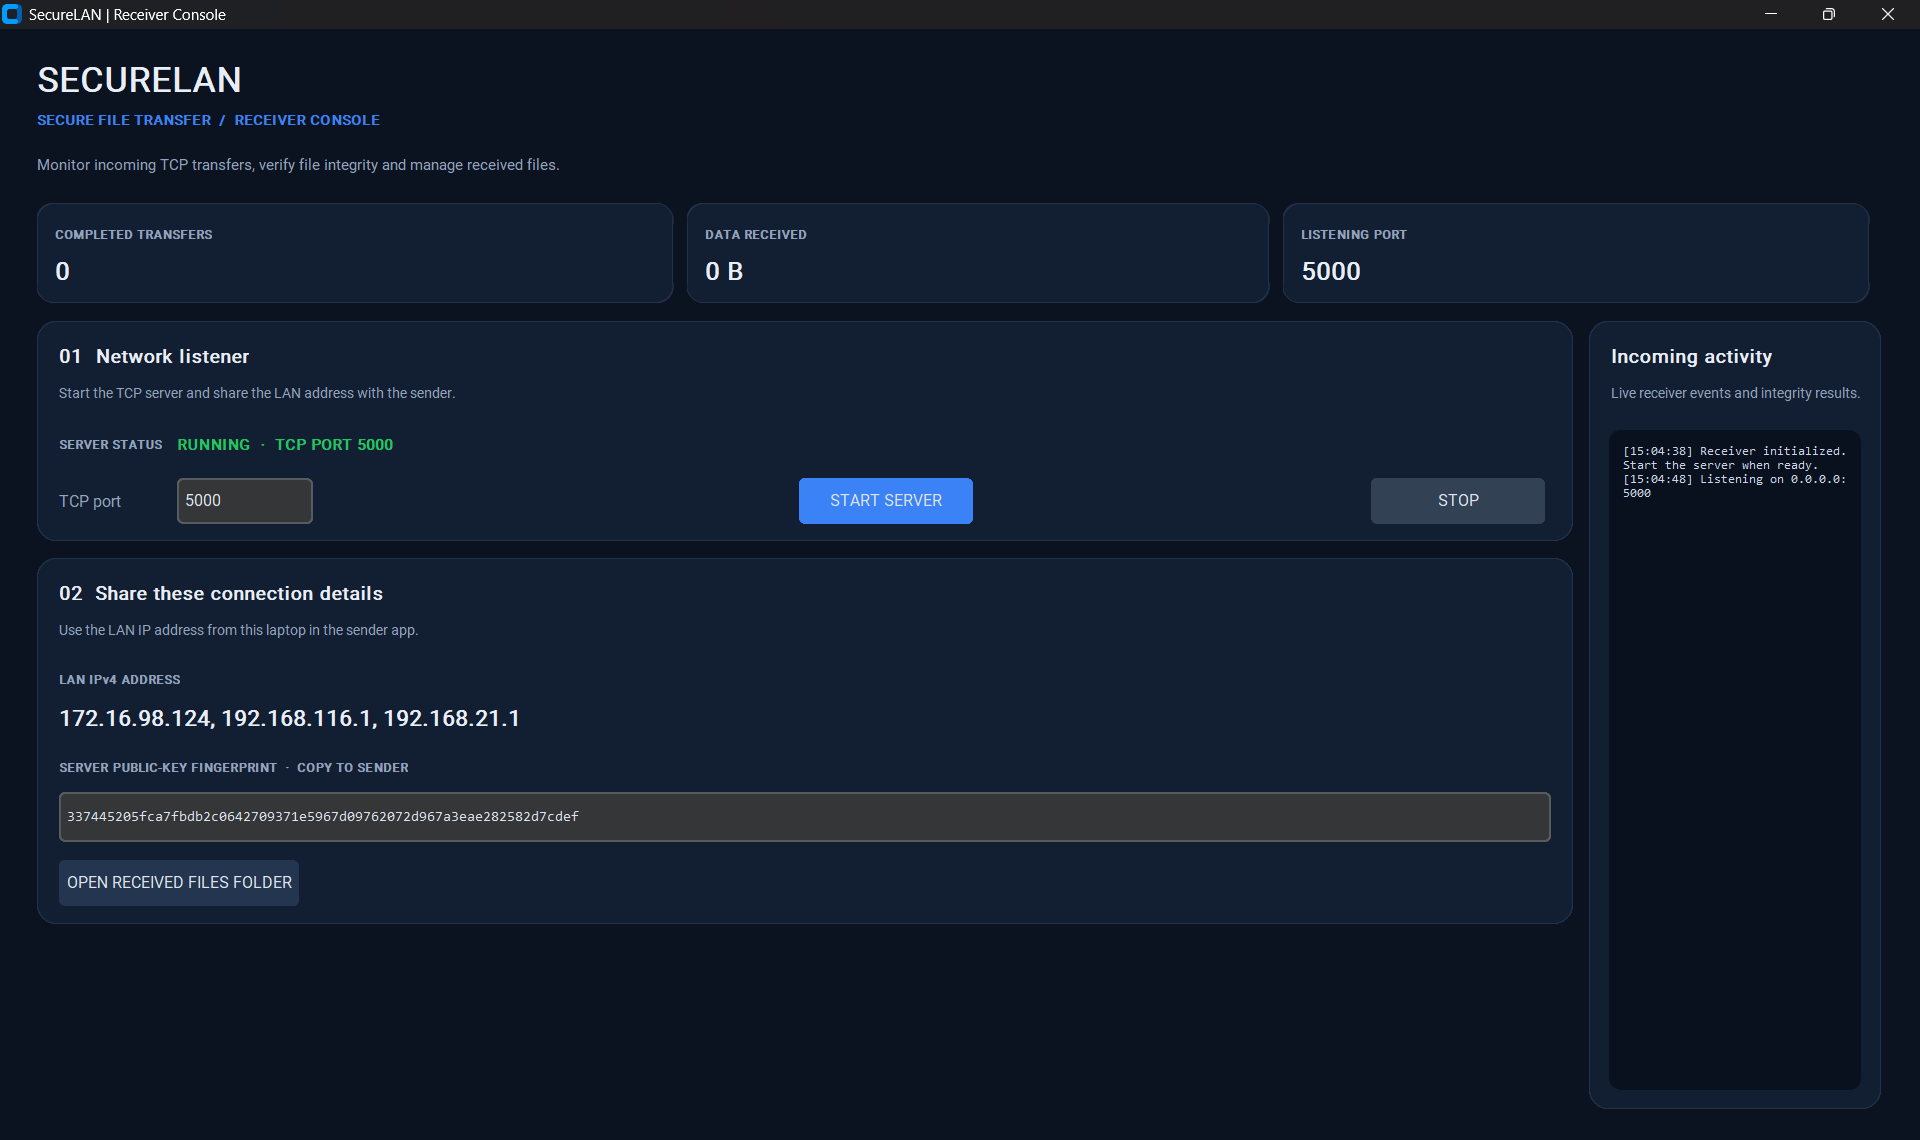 SecureLAN | Receiver Console
SECURELAN
SECURE FILE TRANSFER / RECEIVER CONSOLE
Monitor incoming TCP transfers, verify file integrity and manage received files.
COMPLETED TRANSFERS
0
DATA RECEIVED
0 B
LISTENING PORT
5000
01 Network listener
Start the TCP server and share the LAN address with the sender.
SERVER STATUS RUNNING · TCP PORT 5000
TCP port 5000 START SERVER STOP
02 Share these connection details
Use the LAN IP address from this laptop in the sender app.
LAN IPv4 ADDRESS
172.16.98.124, 192.168.116.1, 192.168.21.1
SERVER PUBLIC-KEY FINGERPRINT · COPY TO SENDER
337445205fca7fbdb2c0642709371e5967d09762072d967a3eae282582d7cdef
OPEN RECEIVED FILES FOLDER
Incoming activity
Live receiver events and integrity results.
[15:04:38] Receiver initialized.
Start the server when ready.
[15:04:48] Listening on 0.0.0.0:
5000